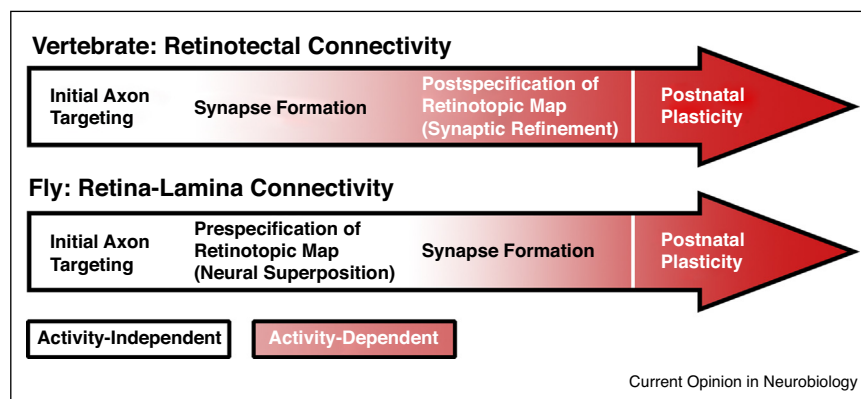 Vertebrate: Retinotectal Connectivity
Initial Axon
Targeting
Synapse Formation
Postspecification of
Retinotopic Map
(Synaptic Refinement)
Postnatal
Plasticity
Fly: Retina-Lamina Connectivity
Initial Axon
Targeting
Prespecification of
Retinotopic Map
(Neural Superposition)
Synapse Formation
Postnatal
Plasticity
Activity-Independent
Activity-Dependent
Current Opinion in Neurobiology